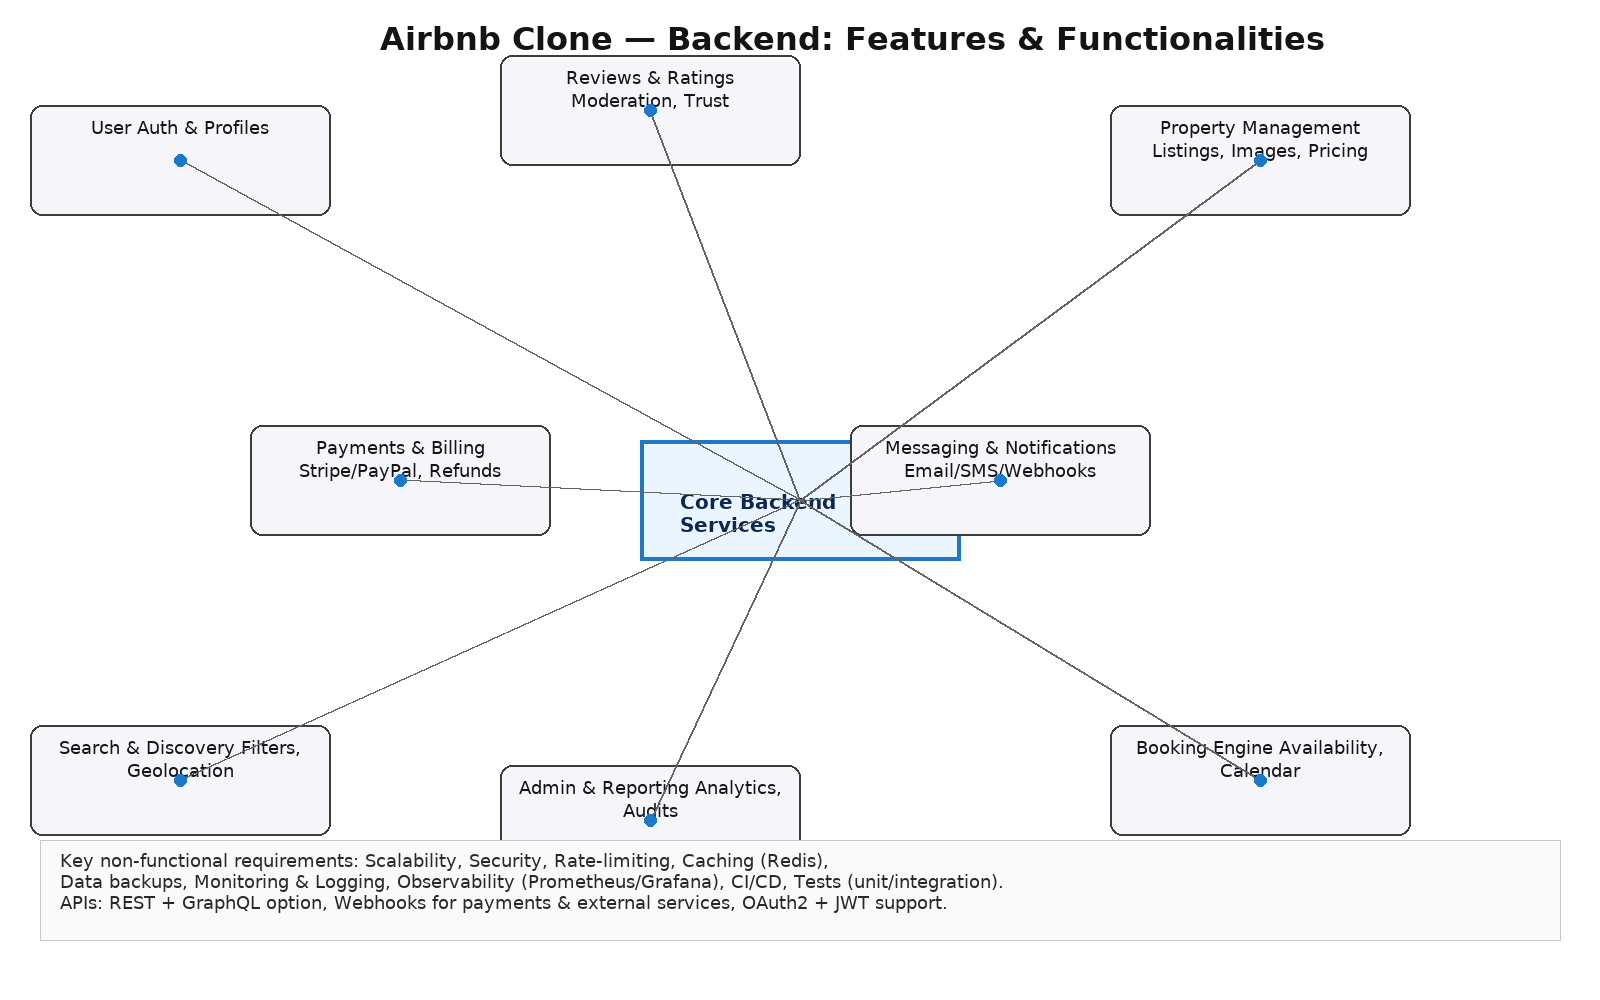 Airbnb Clone — Backend: Features & Functionalities
Reviews & Ratings
Moderation, Trust
User Auth & Profiles
Property Management
Listings, Images, Pricing
Payments & Billing
Stripe/PayPal, Refunds
Core Backend
Services
Messaging & Notifications
Email/SMS/Webhooks
Search & Discovery Filters,
Geolocation
Admin & Reporting Analytics,
Audits
Booking Engine Availability,
Calendar
Key non-functional requirements: Scalability, Security, Rate-limiting, Caching (Redis),
Data backups, Monitoring & Logging, Observability (Prometheus/Grafana), CI/CD, Tests (unit/integration).
APIs: REST + GraphQL option, Webhooks for payments & external services, OAuth2 + JWT support.